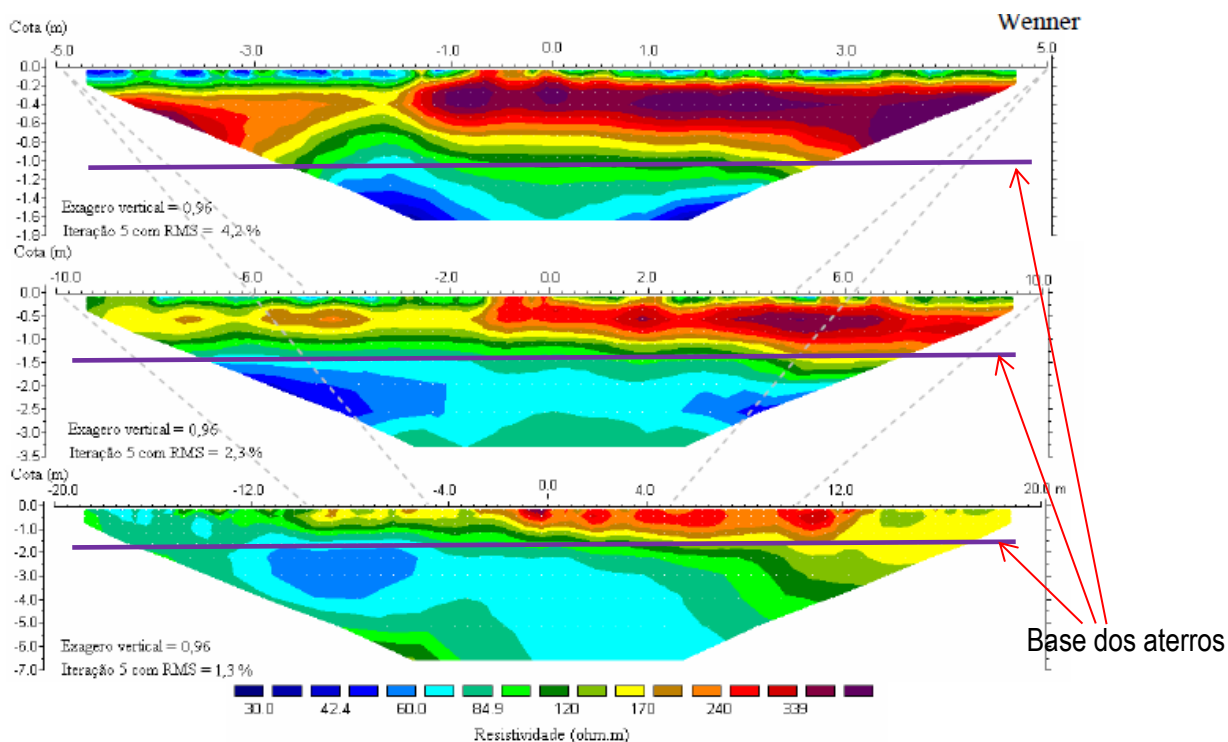 Wenner
Cota (m)
-5.0 -3.0 -1.0 0.0 1.0 3.0 5.0
0.0
-0.2
-0.4
-0.6
-0.8
-1.0
-1.2
-1.4
-1.6
-1.8
Exagero vertical = 0,96
Iteração 5 com RMS = 4,2 %
Cota (m)
-10.0 -6.0 -2.0 0.0 2.0 6.0 10.0
0.0
-0.5
-1.0
-1.5
-2.0
-2.5
-3.0
-3.5
Exagero vertical = 0,96
Iteração 5 com RMS = 2,3 %
Cota (m)
-20.0 -12.0 -4.0 0.0 4.0 12.0 20.0 m
0.0
-1.0
-2.0
-3.0
-4.0
-5.0
-6.0
-7.0
Exagero vertical = 0,96
Iteração 5 com RMS = 1,3 %
Base dos aterros
30.0 42.4 60.0 84.9 120 170 240 339
Resistividade (ohm.m)